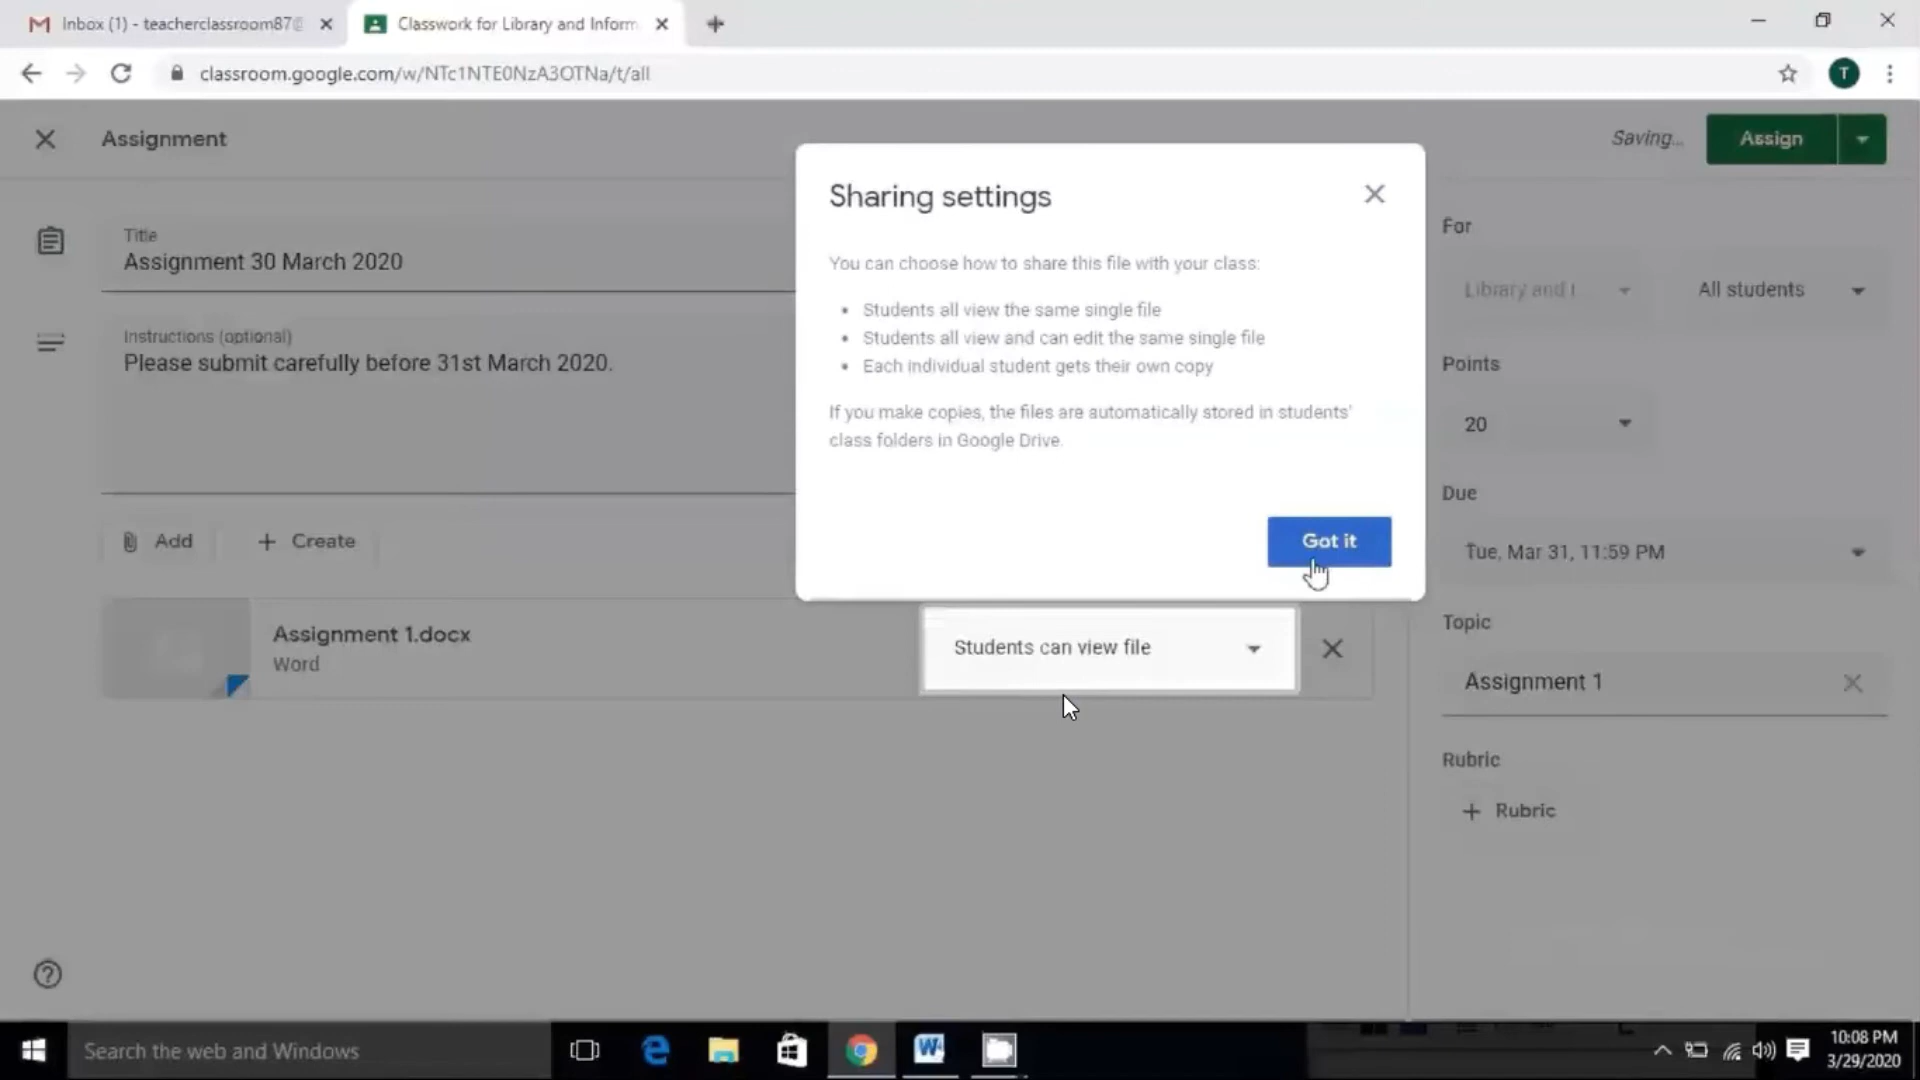 Inbox (1) - teacherclassroom87@
Classwork for Library and Inform
classroom.google.com/w/NTc1NTE0NzA3OTNa/t/all
T
Assignment
Saving...
Assign
Sharing settings
You can choose how to share this file with your class:
• Students all view the same single file
• Students all view and can edit the same single file
• Each individual student gets their own copy
If you make copies, the files are automatically stored in students'
class folders in Google Drive.
Got it
Title
Assignment 30 March 2020
Instructions (optional)
Please submit carefully before 31st March 2020.
Add
Create
Assignment 1.docx
Word
Students can view file
For
Library and I...
All students
Points
20
Due
Tue, Mar 31, 11:59 PM
Topic
Assignment 1
Rubric
Rubric
Search the web and Windows
10:08 PM
3/29/2020